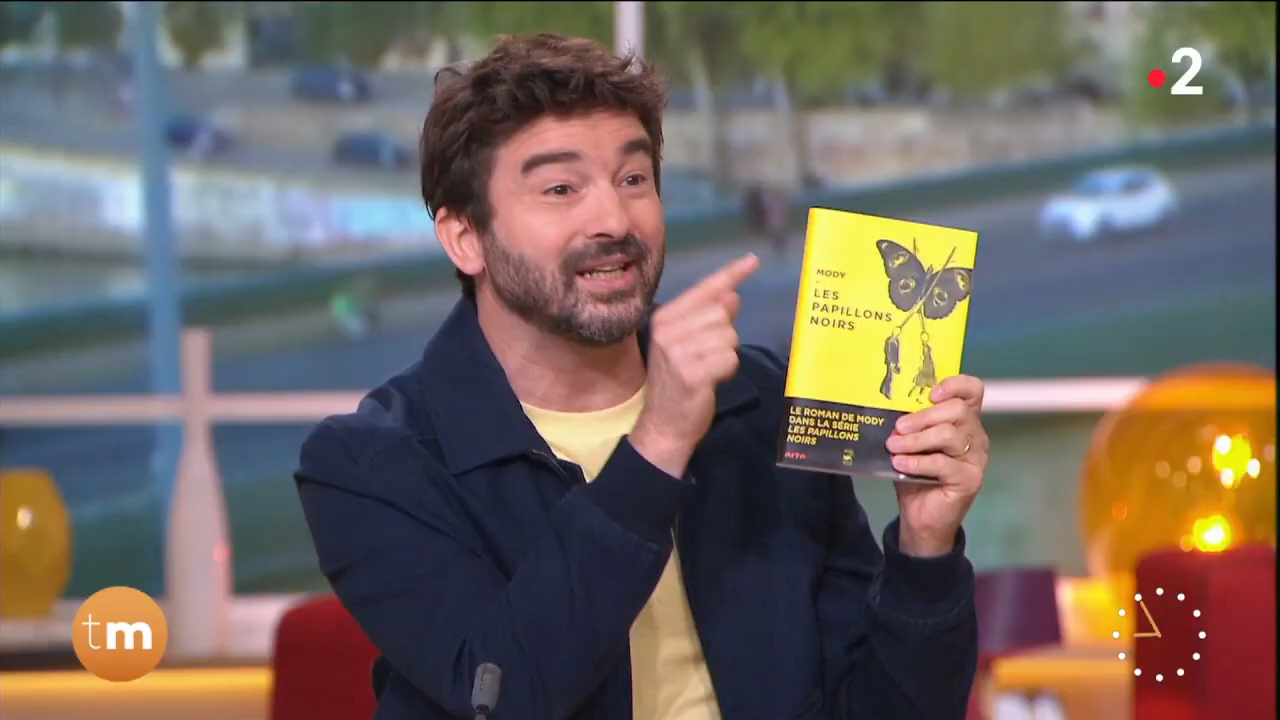 2
MODY
LES
PAPILLONS
NOIRS
LE ROMAN DE MODY
DANS LA SÉRIE
LES PAPILLONS
NOIRS
arte
tm